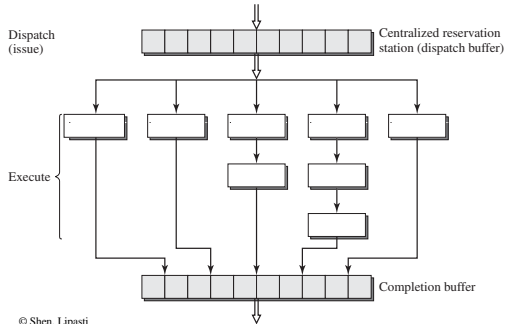 Dispatch
(issue)
Centralized reservation
station (dispatch buffer)
Execute
Completion buffer
© Shen, Lipasti